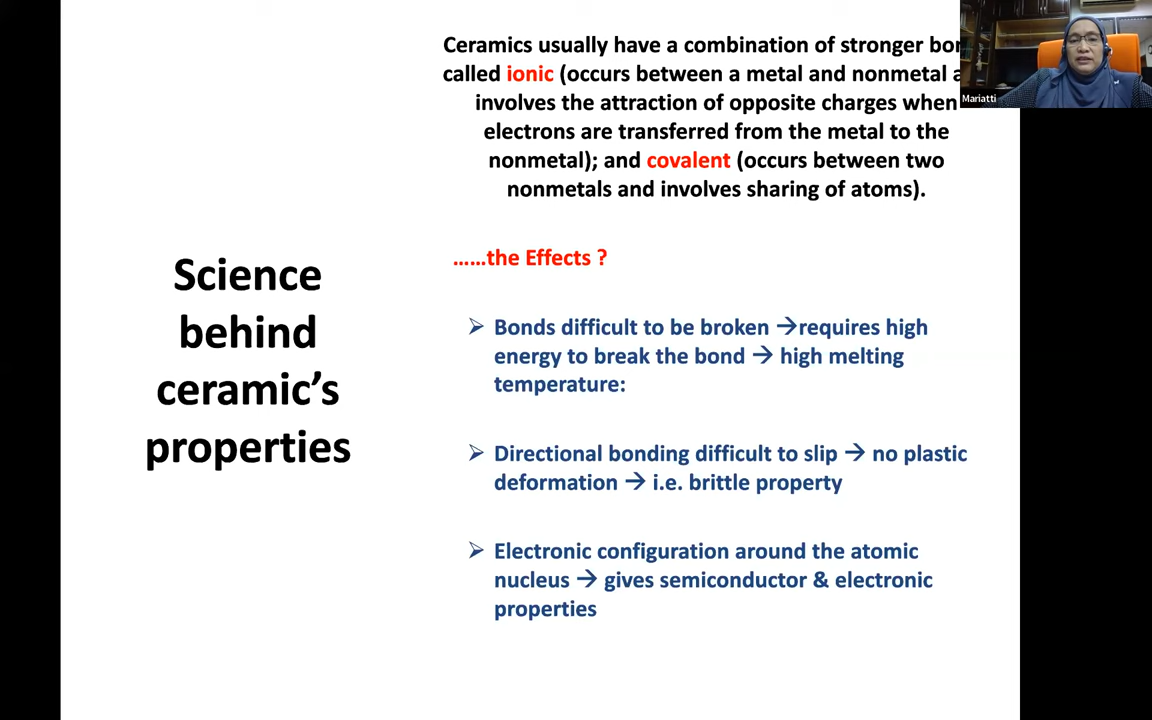 Ceramics usually have a combination of stronger
called ionic (occurs between a metal and nonmetal
involves the attraction of opposite charges when
electrons are transferred from the metal to the
nonmetal); and covalent (occurs between two
nonmetals and involves sharing of atoms).
Mariatti
......the Effects ?
Science
behind
ceramic’s
properties
➢ Bonds difficult to be broken →requires high
energy to break the bond → high melting
temperature:
➢ Directional bonding difficult to slip → no plastic
deformation → i.e. brittle property
➢ Electronic configuration around the atomic
nucleus → gives semiconductor & electronic
properties